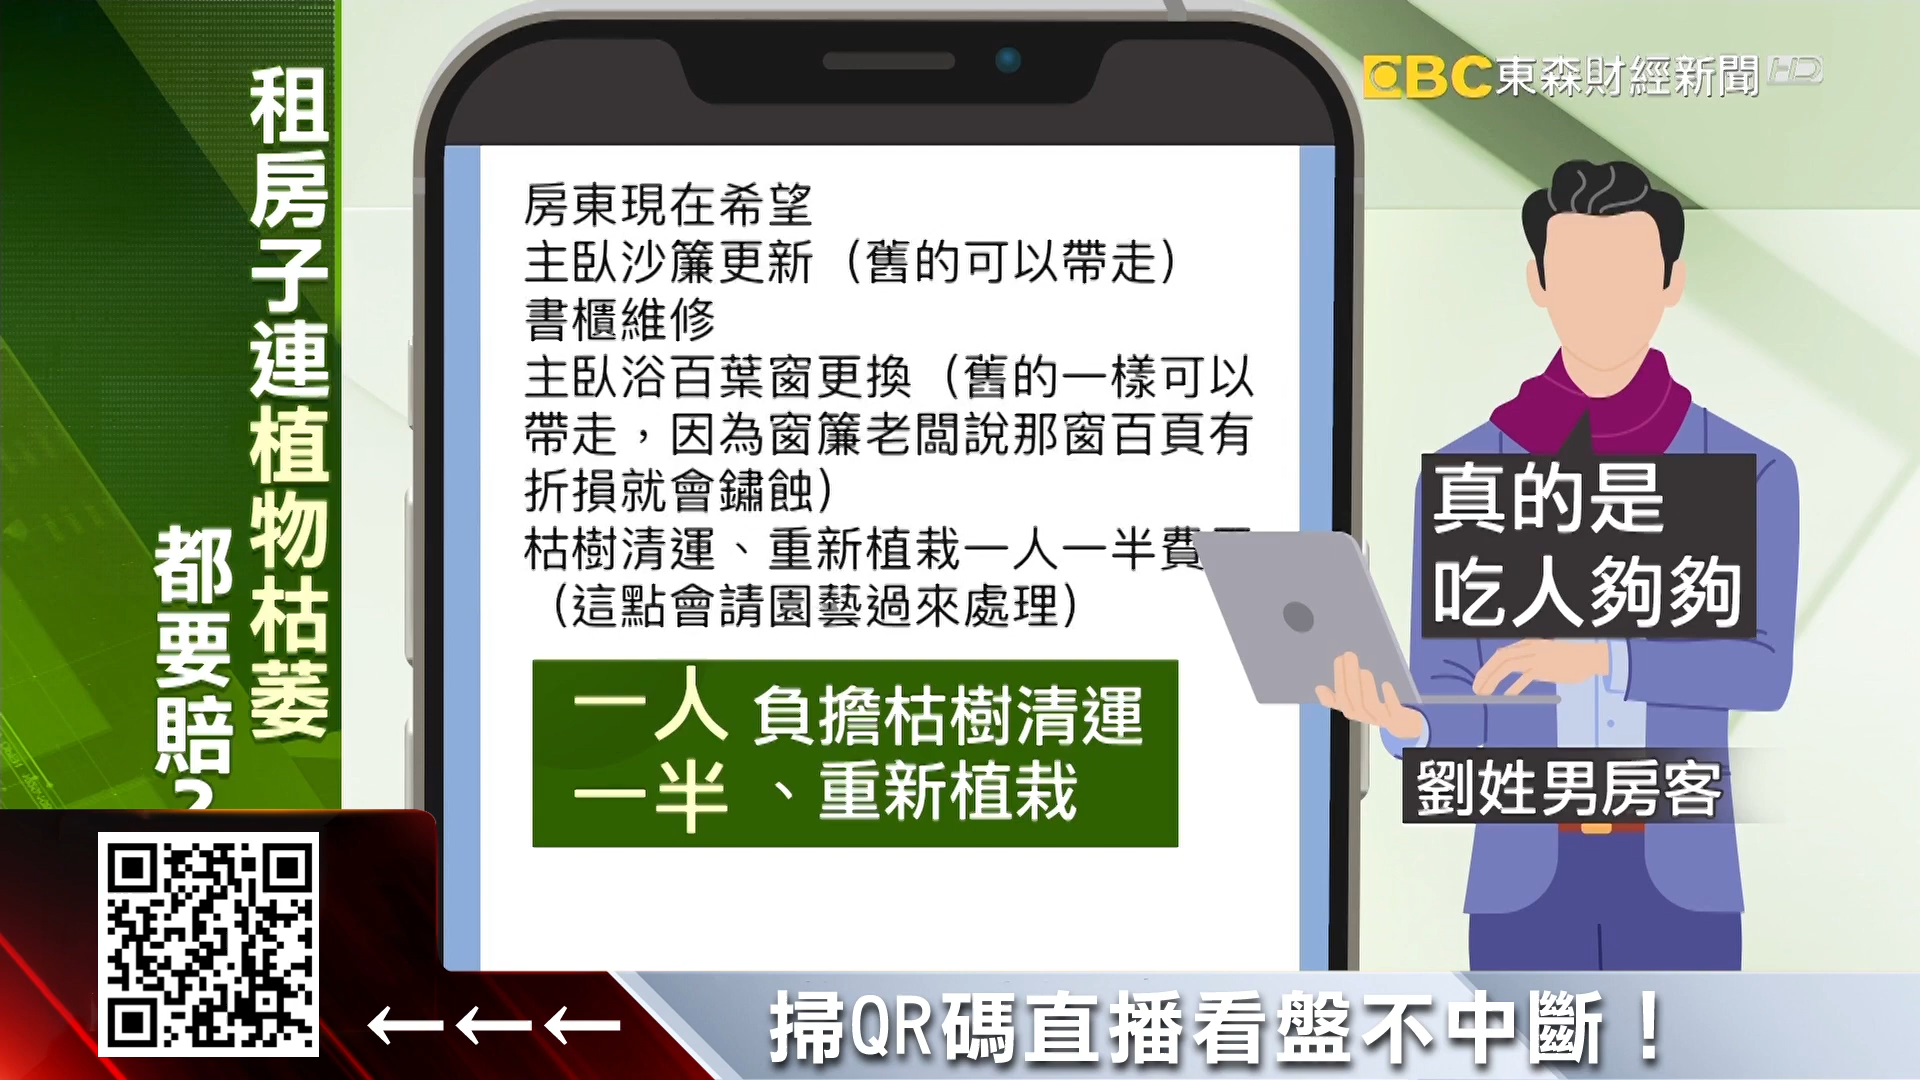 租房子連植物枯萎
都要賠?
EBC東森財經新聞HD
房東現在希望
主臥沙簾更新（舊的可以帶走）
書櫃維修
主臥浴百葉窗更換（舊的一樣可以
帶走，因為窗簾老闆說那窗百頁有
折損就會鏽蝕）
枯樹清運、重新植栽一人一半費
（這點會請園藝過來處理）
一人 負擔枯樹清運
一半 、重新植栽
真的是
吃人夠夠
劉姓男房客
←←← 掃QR碼直播看盤不中斷！